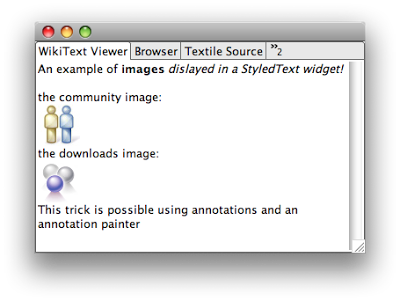 WikiText Viewer Browser Textile Source »2
An example of images dislayed in a StyledText widget!
the community image:
the downloads image:
This trick is possible using annotations and an
annotation painter